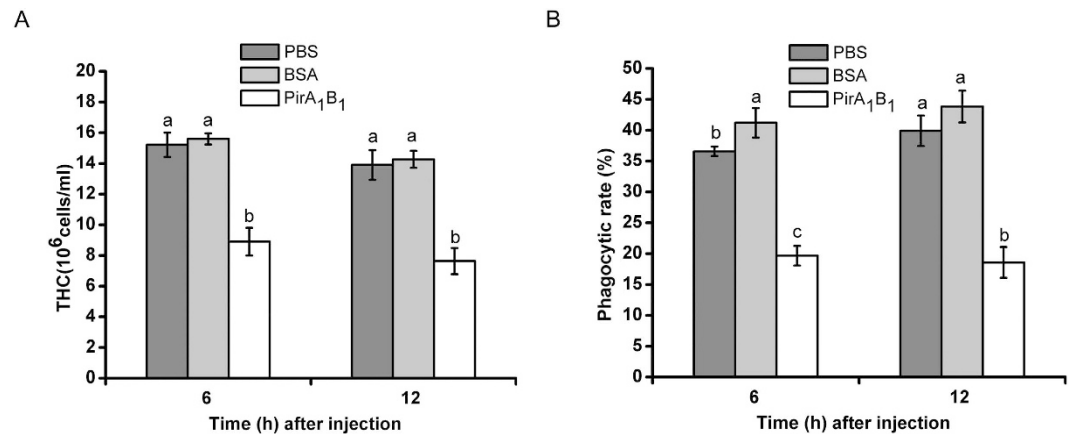 A
PBS
BSA
PirA₁B₁
20
18
16
14
12
10
8
6
4
2
0
THC(10⁶cells/ml)
a
a
b
a
a
b
6
12
Time (h) after injection
B
PBS
BSA
PirA₁B₁
50
45
40
35
30
25
20
15
10
5
0
Phagocytic rate (%)
b
a
c
a
a
b
6
12
Time (h) after injection